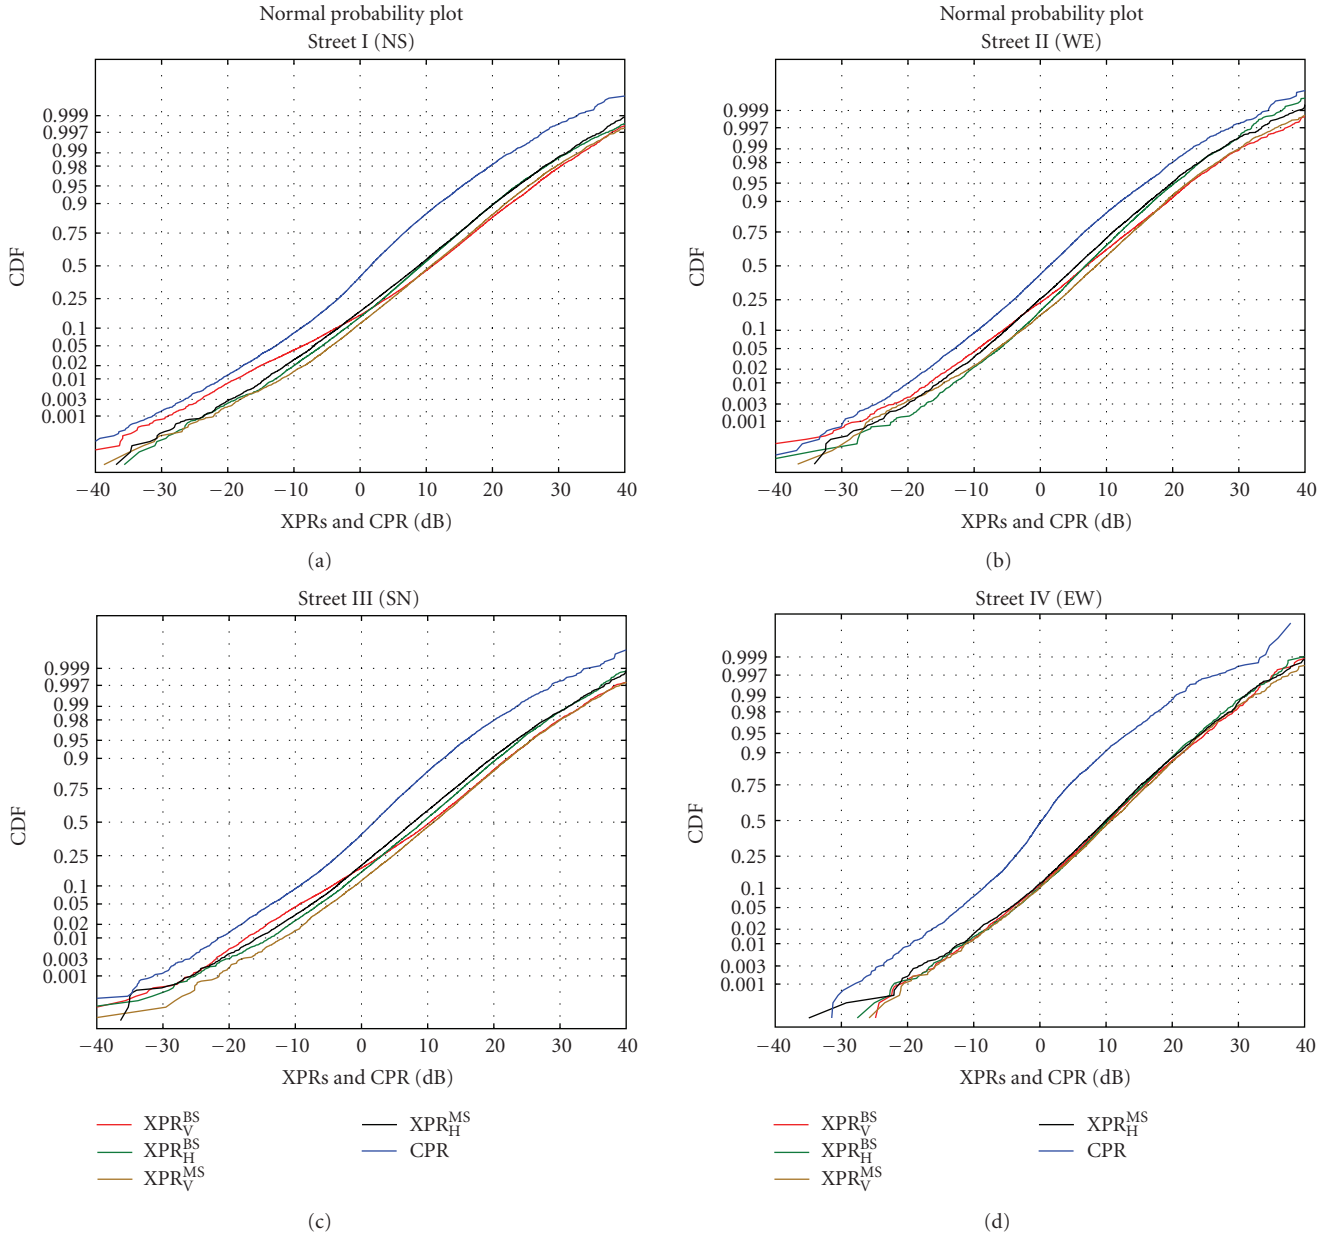 Normal probability plot
Street I (NS)
0.999
0.997
0.99
0.98
0.95
0.9
0.75
0.5
0.25
0.1
0.05
0.02
0.01
0.003
0.001
CDF
−40 −30 −20 −10 0 10 20 30 40
XPRs and CPR (dB)
(a)
Normal probability plot
Street II (WE)
0.999
0.997
0.99
0.98
0.95
0.9
0.75
0.5
0.25
0.1
0.05
0.02
0.01
0.003
0.001
CDF
−40 −30 −20 −10 0 10 20 30 40
XPRs and CPR (dB)
(b)
Street III (SN)
0.999
0.997
0.99
0.98
0.95
0.9
0.75
0.5
0.25
0.1
0.05
0.02
0.01
0.003
0.001
CDF
−40 −30 −20 −10 0 10 20 30 40
XPRs and CPR (dB)
XPR_V^BS
XPR_H^BS
XPR_V^MS
XPR_H^MS
CPR
(c)
Street IV (EW)
0.999
0.997
0.99
0.98
0.95
0.9
0.75
0.5
0.25
0.1
0.05
0.02
0.01
0.003
0.001
CDF
−40 −30 −20 −10 0 10 20 30 40
XPRs and CPR (dB)
XPR_V^BS
XPR_H^BS
XPR_V^MS
XPR_H^MS
CPR
(d)